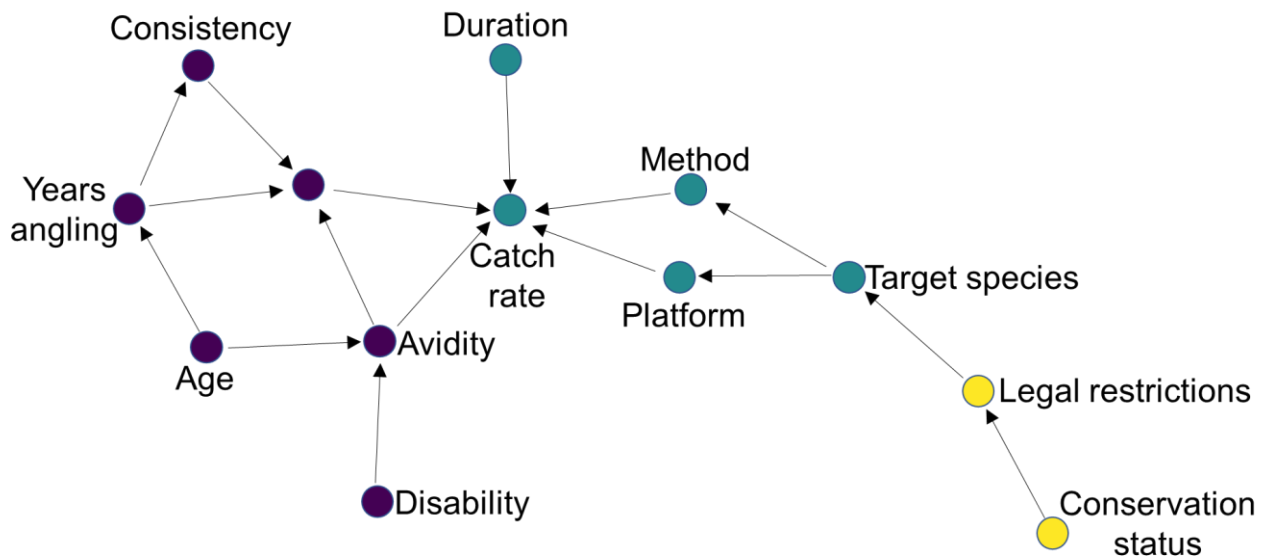 Consistency
Duration
Method
Years
angling
Catch
rate
Target species
Platform
Avidity
Age
Legal restrictions
Disability
Conservation
status